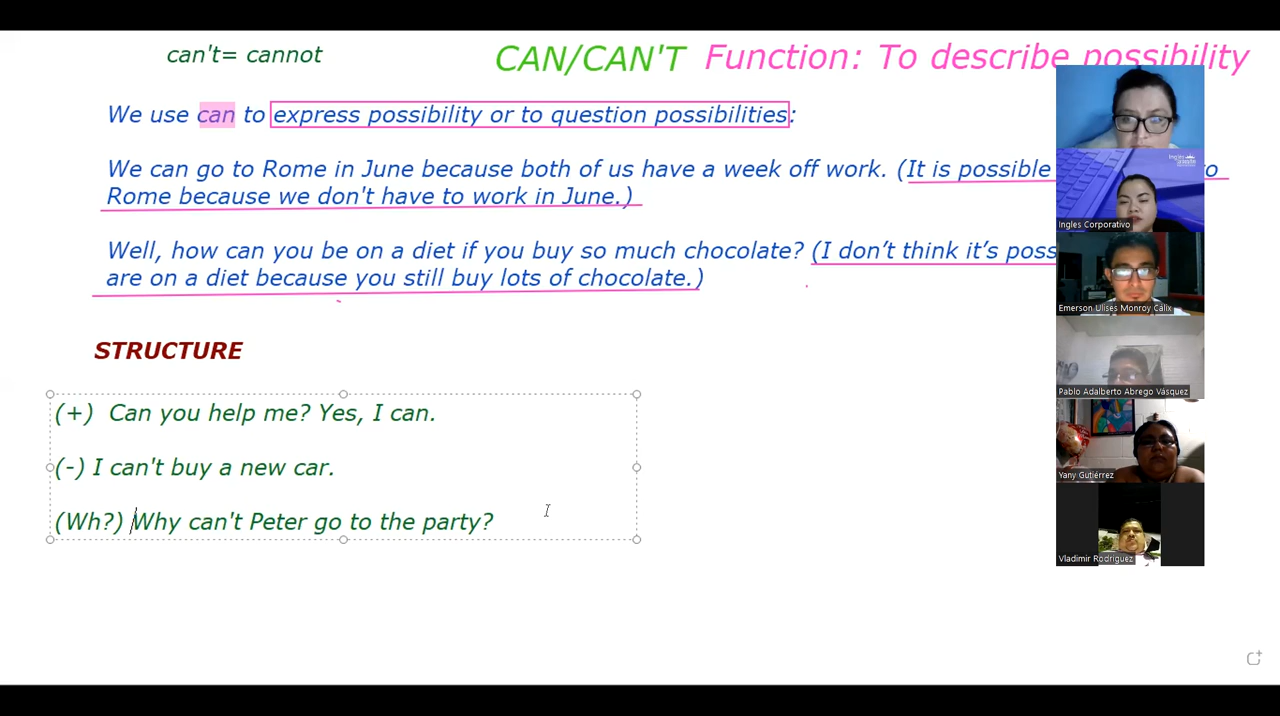 can't= cannot
CAN/CAN'T Function: To describe possibility
We use can to express possibility or to question possibilities:
We can go to Rome in June because both of us have a week off work. (It is possible to
Rome because we don't have to work in June.)
Well, how can you be on a diet if you buy so much chocolate? (I don’t think it’s poss
are on a diet because you still buy lots of chocolate.)
STRUCTURE
(+) Can you help me? Yes, I can.
(-) I can't buy a new car.
(Wh?) Why can't Peter go to the party?
Ingles Corporativo
Emerson Ulises Monroy Cálix
Pablo Adalberto Abrego Vásquez
Yany Gutiérrez
Vladimir Rodriguez